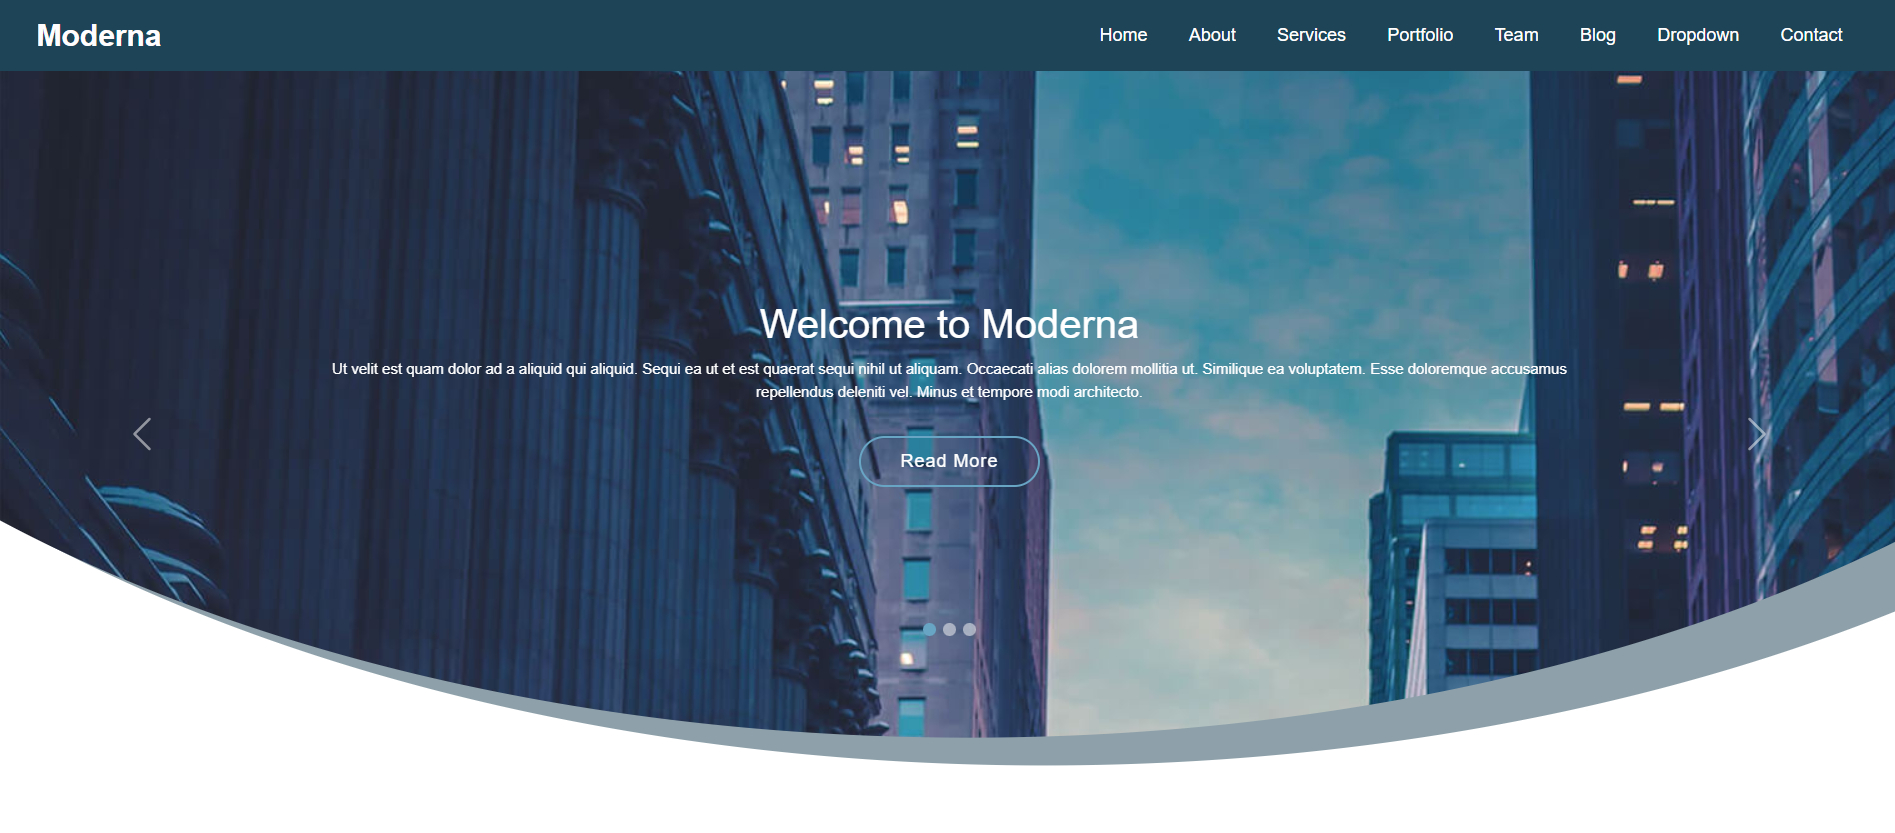 Moderna
Home About Services Portfolio Team Blog Dropdown Contact
Welcome to Moderna
Ut velit est quam dolor ad a aliquid qui aliquid. Sequi ea ut et est quaerat sequi nihil ut aliquam. Occaecati alias dolorem mollitia ut. Similique ea voluptatem. Esse doloremque accusamus
repellendus deleniti vel. Minus et tempore modi architecto.
Read More